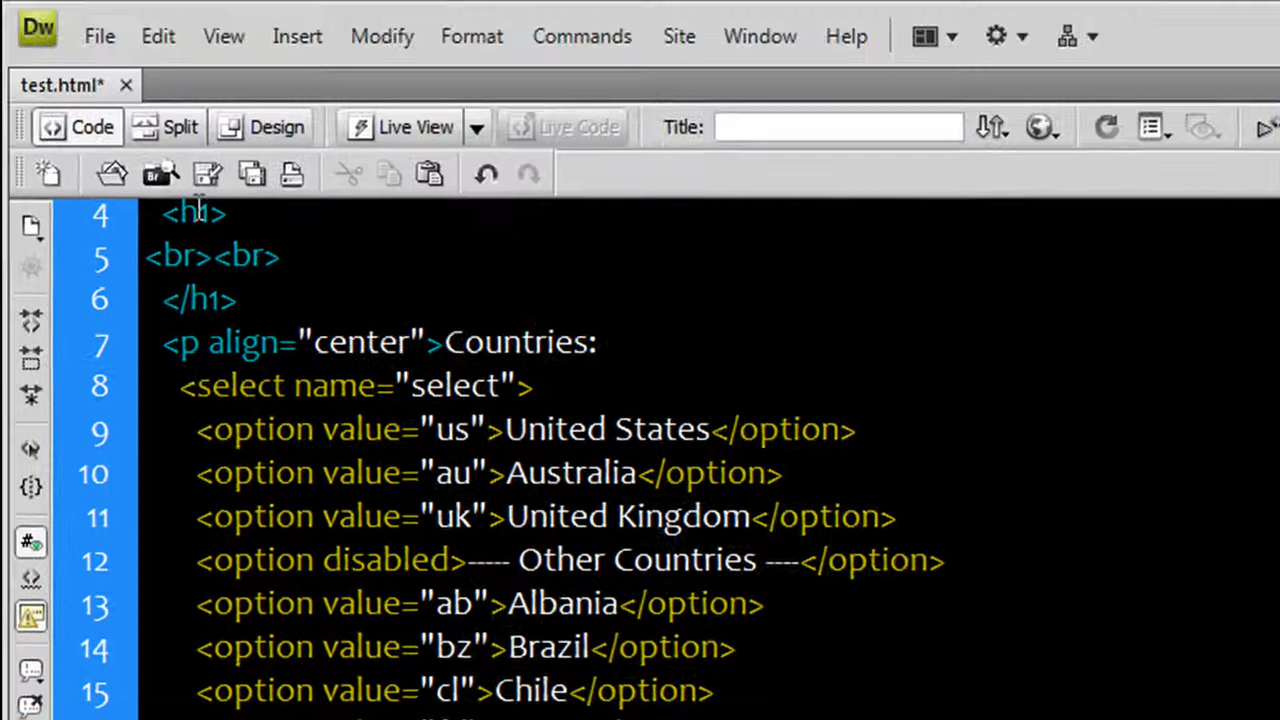 Dw File Edit View Insert Modify Format Commands Site Window Help
test.html*
Code Split Design Live View Live Code Title:
Br
4 <h1>
5 <br><br>
6 </h1>
7 <p align="center">Countries:
8 <select name="select">
9 <option value="us">United States</option>
10 <option value="au">Australia</option>
11 <option value="uk">United Kingdom</option>
12 <option disabled>----- Other Countries ----</option>
13 <option value="ab">Albania</option>
14 <option value="bz">Brazil</option>
15 <option value="cl">Chile</option>